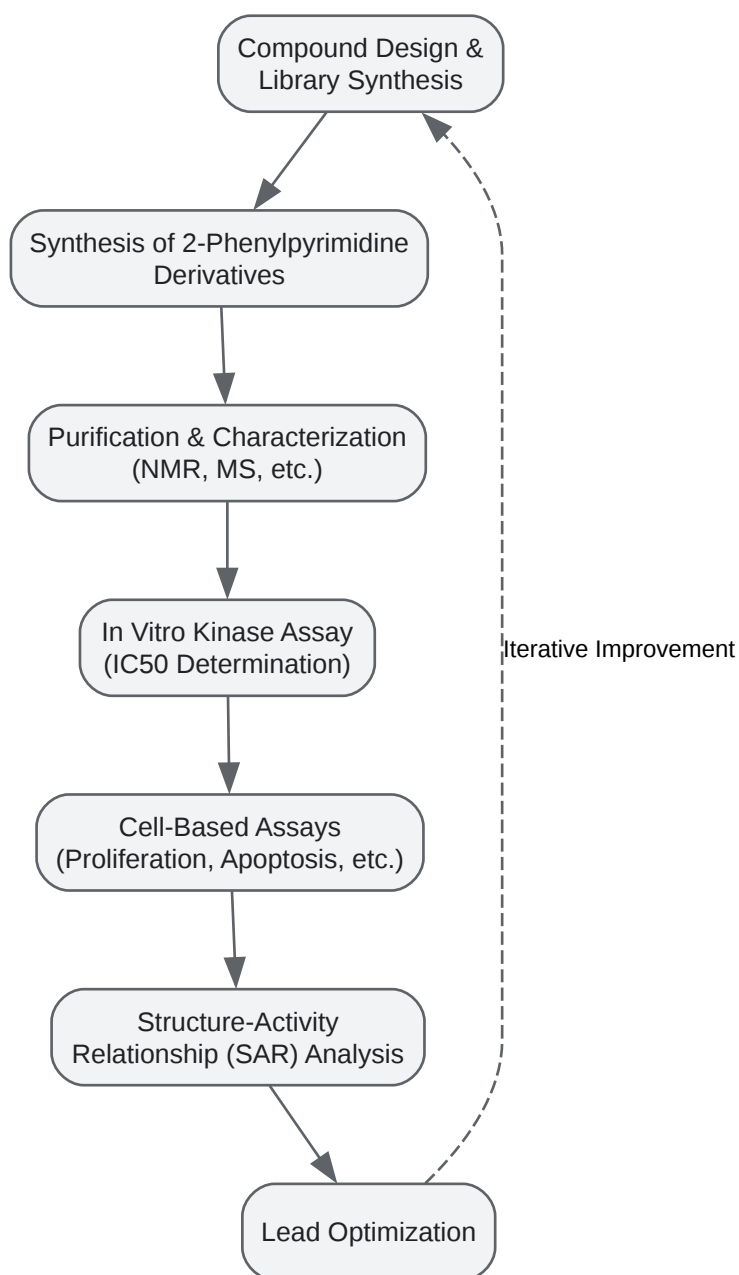 Compound Design &
Library Synthesis
Synthesis of 2-Phenylpyrimidine
Derivatives
Purification & Characterization
(NMR, MS, etc.)
In Vitro Kinase Assay
(IC50 Determination)
Iterative Improvement
Cell-Based Assays
(Proliferation, Apoptosis, etc.)
Structure-Activity
Relationship (SAR) Analysis
Lead Optimization